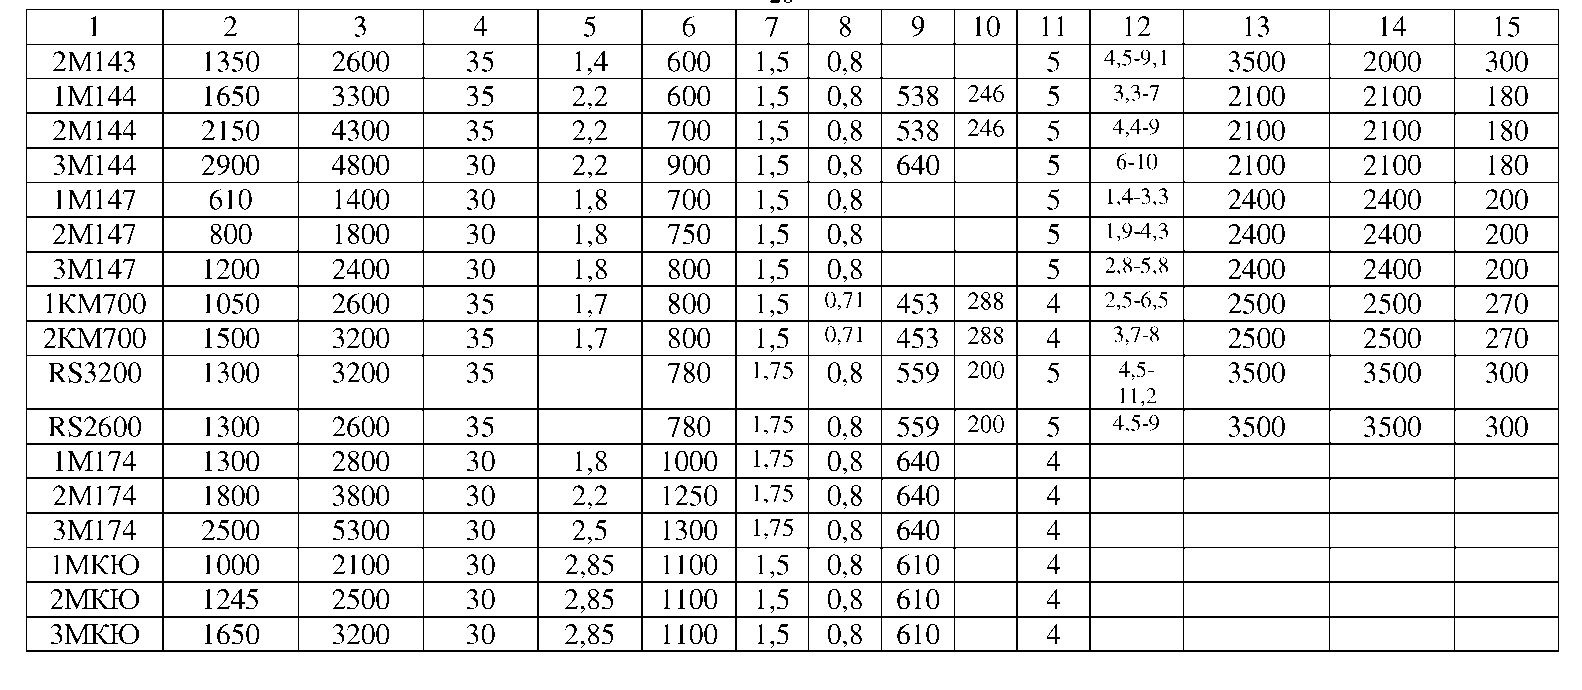 1 2 3 4 5 6 7 8 9 10 11 12 13 14 15
2М143 1350 2600 35 1,4 600 1,5 0,8 5 4,5-9,1 3500 2000 300
1М144 1650 3300 35 2,2 600 1,5 0,8 538 246 5 3,3-7 2100 2100 180
2М144 2150 4300 35 2,2 700 1,5 0,8 538 246 5 4,4-9 2100 2100 180
3М144 2900 4800 30 2,2 900 1,5 0,8 640 5 6-10 2100 2100 180
1М147 610 1400 30 1,8 700 1,5 0,8 5 1,4-3,3 2400 2400 200
2М147 800 1800 30 1,8 750 1,5 0,8 5 1,9-4,3 2400 2400 200
3М147 1200 2400 30 1,8 800 1,5 0,8 5 2,8-5,8 2400 2400 200
1КМ700 1050 2600 35 1,7 800 1,5 0,71 453 288 4 2,5-6,5 2500 2500 270
2КМ700 1500 3200 35 1,7 800 1,5 0,71 453 288 4 3,7-8 2500 2500 270
RS3200 1300 3200 35 780 1,75 0,8 559 200 5 4,5- 3500 3500 300
11,2
RS2600 1300 2600 35 780 1,75 0,8 559 200 5 4,5-9 3500 3500 300
1М174 1300 2800 30 1,8 1000 1,75 0,8 640 4
2М174 1800 3800 30 2,2 1250 1,75 0,8 640 4
3М174 2500 5300 30 2,5 1300 1,75 0,8 640 4
1МКЮ 1000 2100 30 2,85 1100 1,5 0,8 610 4
2МКЮ 1245 2500 30 2,85 1100 1,5 0,8 610 4
3МКЮ 1650 3200 30 2,85 1100 1,5 0,8 610 4